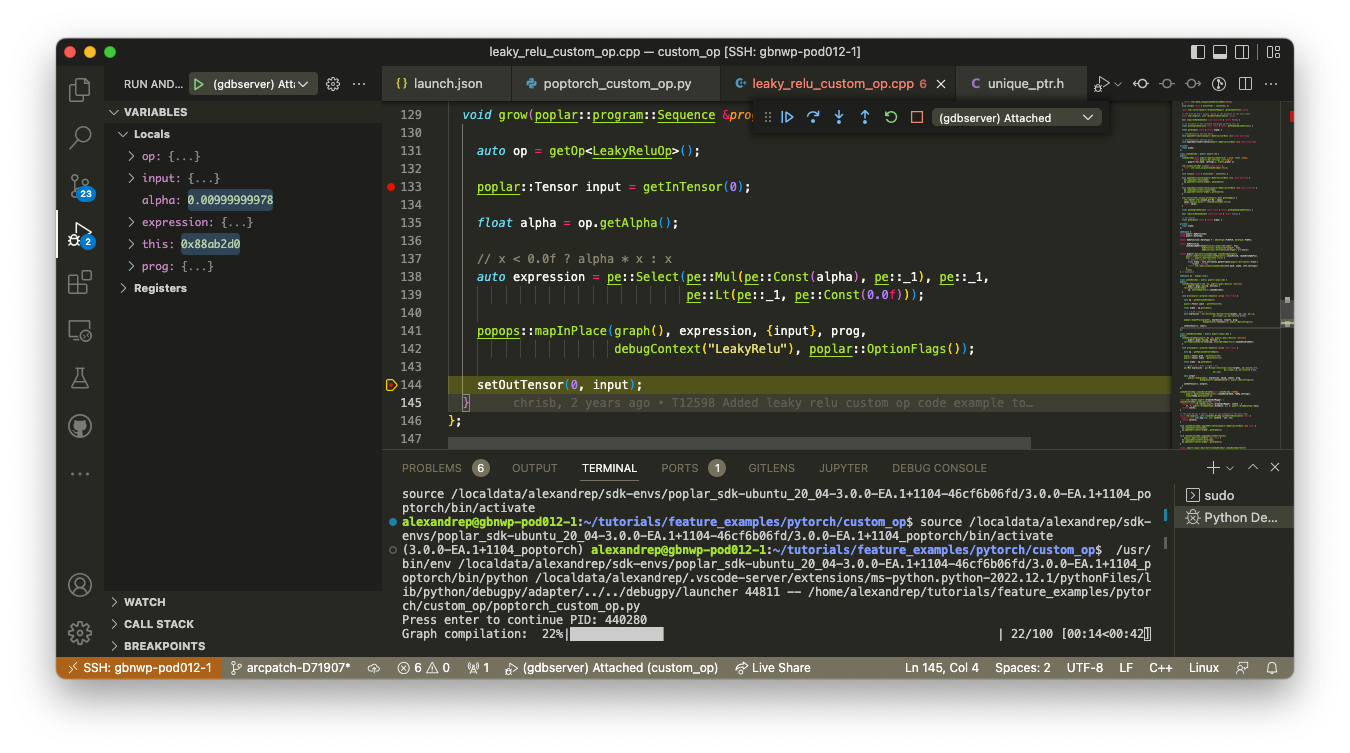 leaky_relu_custom_op.cpp — custom_op [SSH: gbnwp-pod012-1]
RUN AND... (gdbserver) Atta
launch.json
poptorch_custom_op.py
leaky_relu_custom_op.cpp 6
unique_ptr.h
(gdbserver) Attached
VARIABLES
Locals
op: {...}
input: {...}
alpha: 0.00999999978
expression: {...}
this: 0x88ab2d0
prog: {...}
Registers
23
2
129 void grow(poplar::program::Sequence &prog
130
131 auto op = getOp<LeakyReluOp>();
132
133 poplar::Tensor input = getInTensor(0);
134
135 float alpha = op.getAlpha();
136
137 // x < 0.0f ? alpha * x : x
138 auto expression = pe::Select(pe::Mul(pe::Const(alpha), pe::_1), pe::_1,
139 pe::Lt(pe::_1, pe::Const(0.0f)));
140
141 popops::mapInPlace(graph(), expression, {input}, prog,
142 debugContext("LeakyRelu"), poplar::OptionFlags());
143
144 setOutTensor(0, input);
145 } chrisb, 2 years ago • T12598 Added leaky relu custom op code example to…
146 };
147
WATCH
CALL STACK
BREAKPOINTS
PROBLEMS 6 OUTPUT TERMINAL PORTS 1 GITLENS JUPYTER DEBUG CONSOLE
source /localdata/alexandrep/sdk-envs/poplar_sdk-ubuntu_20_04-3.0.0-EA.1+1104-46cf6b06fd/3.0.0-EA.1+1104_po
ptorch/bin/activate
alexandrep@gbnwp-pod012-1:~/tutorials/feature_examples/pytorch/custom_op$ source /localdata/alexandrep/sdk-
envs/poplar_sdk-ubuntu_20_04-3.0.0-EA.1+1104-46cf6b06fd/3.0.0-EA.1+1104_poptorch/bin/activate
(3.0.0-EA.1+1104_poptorch) alexandrep@gbnwp-pod012-1:~/tutorials/feature_examples/pytorch/custom_op$ /usr/
bin/env /localdata/alexandrep/sdk-envs/poplar_sdk-ubuntu_20_04-3.0.0-EA.1+1104-46cf6b06fd/3.0.0-EA.1+1104_p
optorch/bin/python /localdata/alexandrep/.vscode-server/extensions/ms-python.python-2022.12.1/pythonFiles/l
ib/python/debugpy/adapter/../../debugpy/launcher 44811 -- /home/alexandrep/tutorials/feature_examples/pytor
ch/custom_op/poptorch_custom_op.py
Press enter to continue PID: 440280
Graph compilation: 22%| | 22/100 [00:14<00:42]
sudo
Python De...
SSH: gbnwp-pod012-1 arcpatch-D71907* 6 0 1 (gdbserver) Attached (custom_op) Live Share Ln 145, Col 4 Spaces: 2 UTF-8 LF C++ Linux